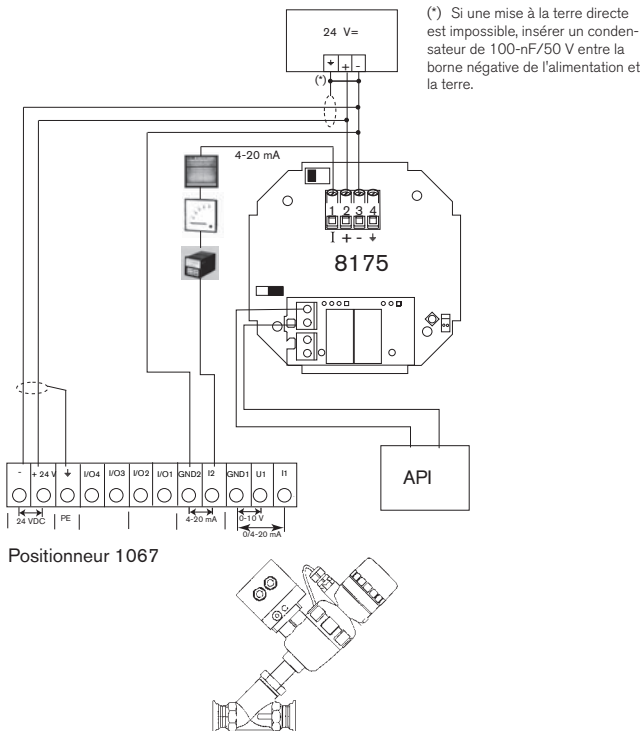 24 V=
+ -
(*)
(*) Si une mise à la terre directe
est impossible, insérer un conden-
sateur de 100-nF/50 V entre la
borne négative de l'alimentation et
la terre.
4-20 mA
1 2 3 4
I + -
8175
API
- + 24 V I/O4 I/O3 I/O2 I/O1 GND2 I2 GND1 U1 I1
24 VDC PE 4-20 mA 0-10 V
0/4-20 mA
Positionneur 1067